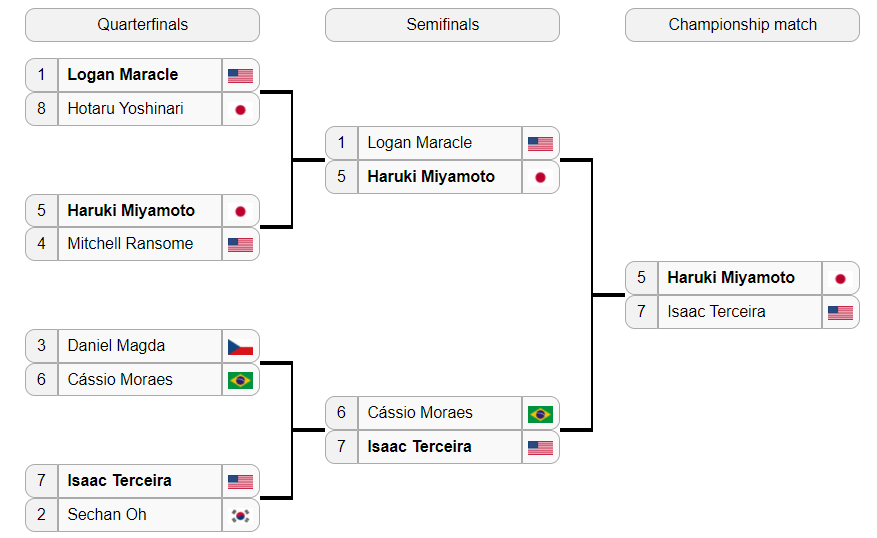 Quarterfinals
Semifinals
Championship match
1 Logan Maracle
8 Hotaru Yoshinari
5 Haruki Miyamoto
4 Mitchell Ransome
3 Daniel Magda
6 Cássio Moraes
7 Isaac Terceira
2 Sechan Oh
1 Logan Maracle
5 Haruki Miyamoto
6 Cássio Moraes
7 Isaac Terceira
5 Haruki Miyamoto
7 Isaac Terceira